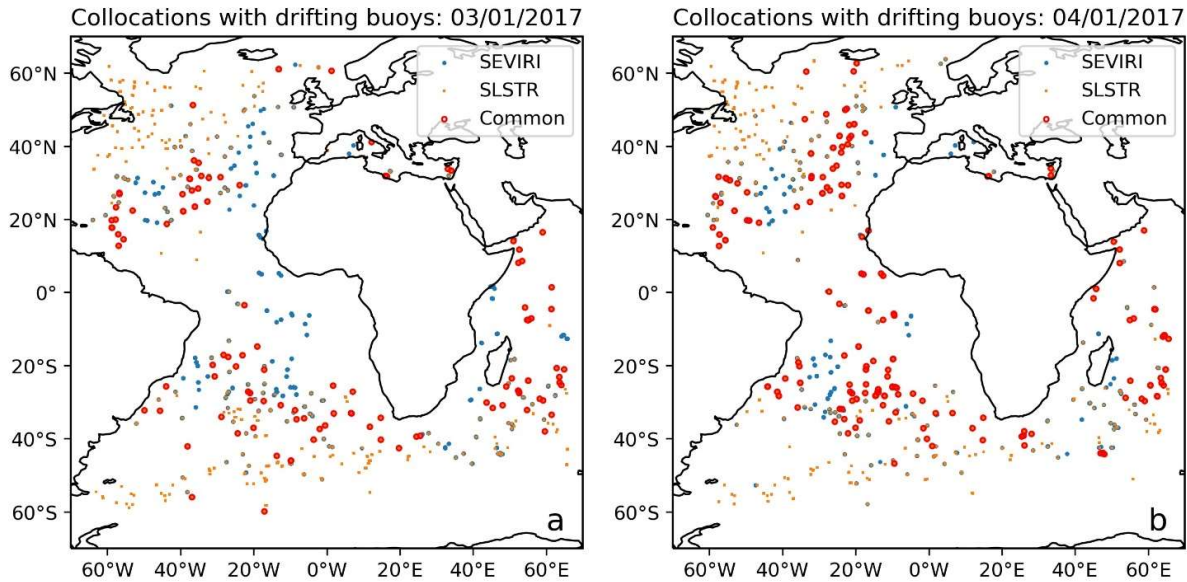 Collocations with drifting buoys: 03/01/2017
SEVIRI
SLSTR
Common
60°N
40°N
20°N
0°
20°S
40°S
60°S
a
60°W 40°W 20°W 0°W 20°E 40°E 60°E
Collocations with drifting buoys: 04/01/2017
SEVIRI
SLSTR
Common
60°N
40°N
20°N
0°
20°S
40°S
60°S
b
60°W 40°W 20°W 0°W 20°E 40°E 60°E